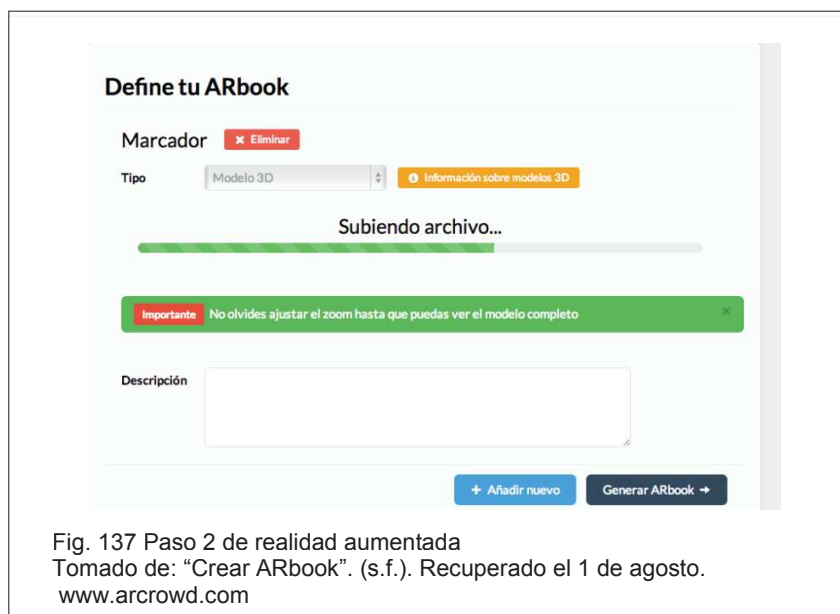 Define tu ARbook
Marcador × Eliminar
Tipo Modelo 3D Información sobre modelos 3D
Subiendo archivo...
Importante No olvides ajustar el zoom hasta que puedas ver el modelo completo ×
Descripción
+ Añadir nuevo Generar ARbook →
Fig. 137 Paso 2 de realidad aumentada
Tomado de: “Crear ARbook”. (s.f.). Recuperado el 1 de agosto.
www.arcrowd.com